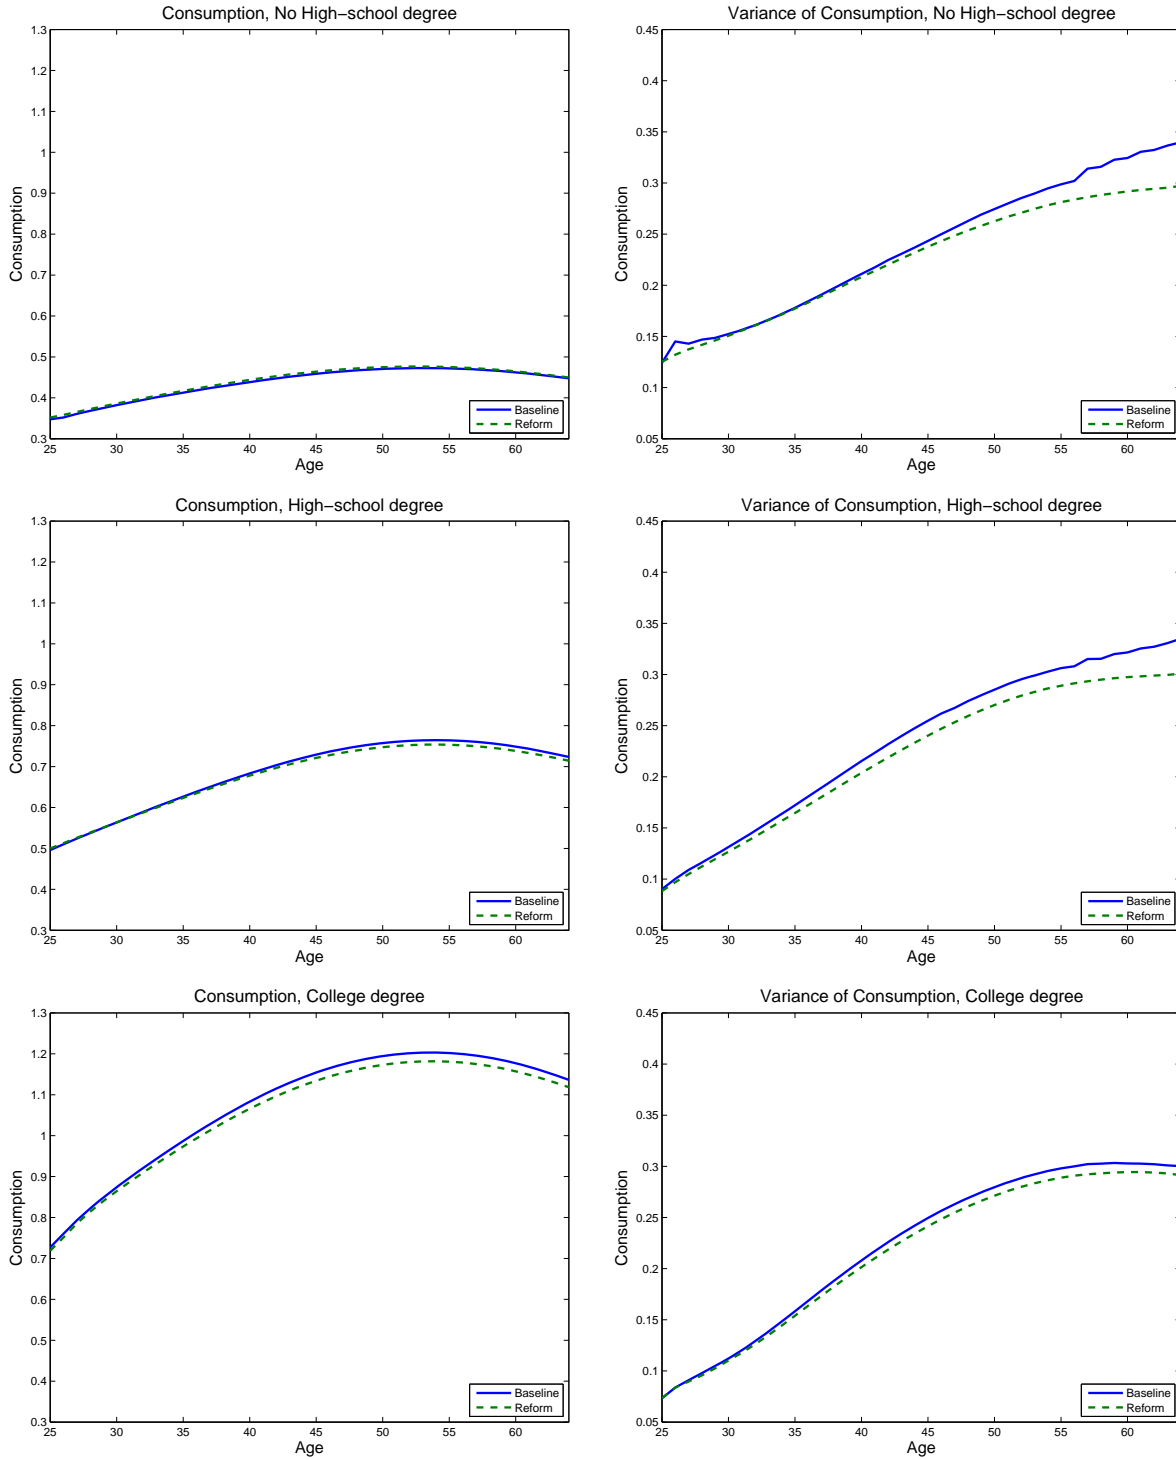 Consumption, No High−school degree
1.3
1.2
1.1
1
0.9
0.8
0.7
0.6
0.5
0.4
0.3
Consumption
25 30 35 40 45 50 55 60
Age
Baseline
Reform
Variance of Consumption, No High−school degree
0.45
0.4
0.35
0.3
0.25
0.2
0.15
0.1
0.05
Consumption
25 30 35 40 45 50 55 60
Age
Baseline
Reform
Consumption, High−school degree
1.3
1.2
1.1
1
0.9
0.8
0.7
0.6
0.5
0.4
0.3
Consumption
25 30 35 40 45 50 55 60
Age
Baseline
Reform
Variance of Consumption, High−school degree
0.45
0.4
0.35
0.3
0.25
0.2
0.15
0.1
0.05
Consumption
25 30 35 40 45 50 55 60
Age
Baseline
Reform
Consumption, College degree
1.3
1.2
1.1
1
0.9
0.8
0.7
0.6
0.5
0.4
0.3
Consumption
25 30 35 40 45 50 55 60
Age
Baseline
Reform
Variance of Consumption, College degree
0.45
0.4
0.35
0.3
0.25
0.2
0.15
0.1
0.05
Consumption
25 30 35 40 45 50 55 60
Age
Baseline
Reform